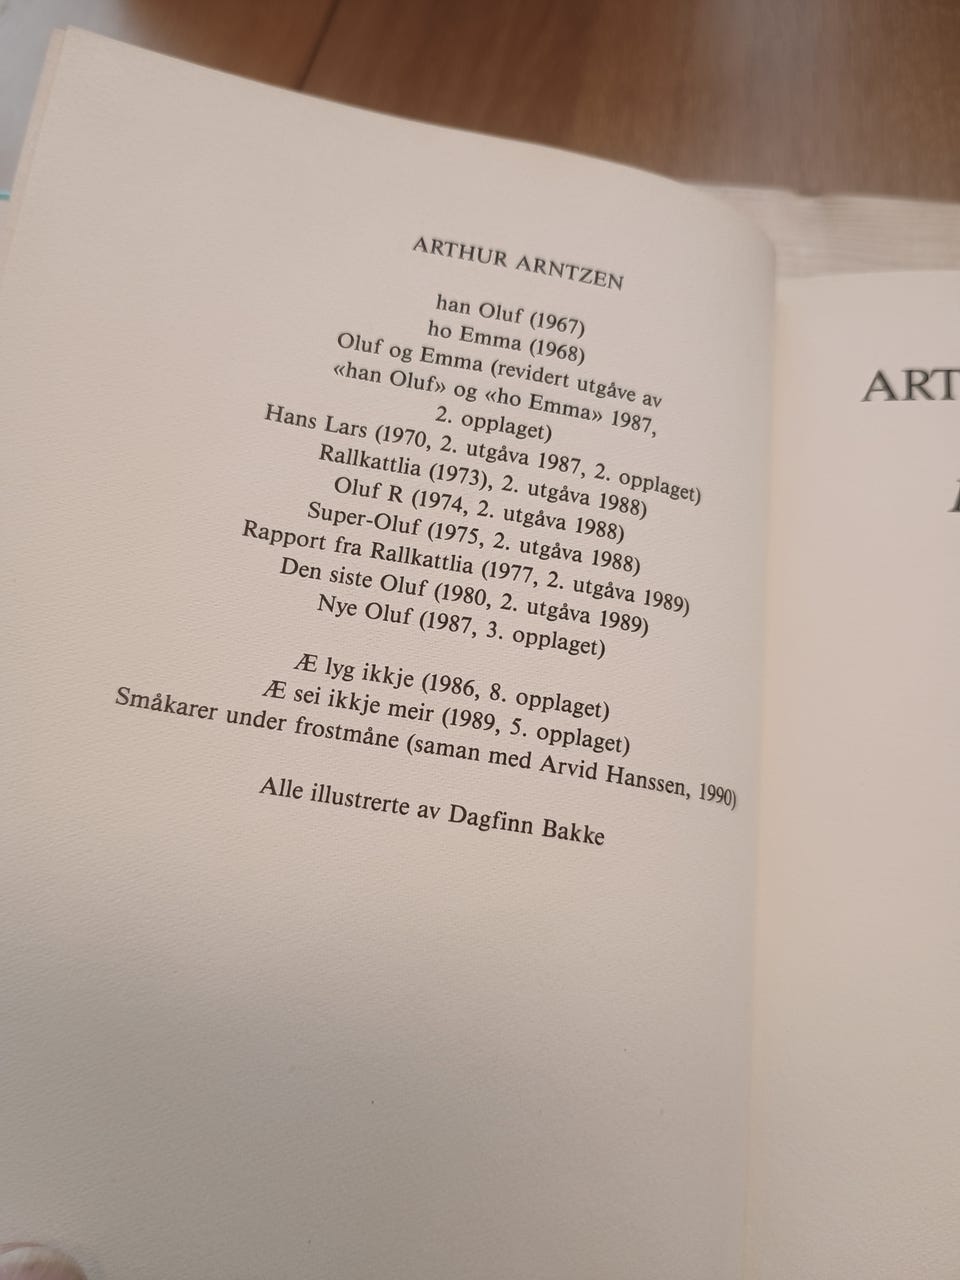 ARTHUR ARNTZEN
han Oluf (1967)
ho Emma (1968)
Oluf og Emma (revidert utgåve av
«han Oluf» og «ho Emma» 1987,
2. opplaget)
Hans Lars (1970, 2. utgåva 1987, 2. opplaget)
Rallkattlia (1973), 2. utgåva 1988)
Oluf R (1974, 2. utgåva 1988)
Super-Oluf (1975, 2. utgåva 1988)
Rapport fra Rallkattlia (1977, 2. utgåva 1989)
Den siste Oluf (1980, 2. utgåva 1989)
Nye Oluf (1987, 3. opplaget)
Æ lyg ikkje (1986, 8. opplaget)
Æ sei ikkje meir (1989, 5. opplaget)
Småkarer under frostmåne (saman med Arvid Hanssen, 1990)
Alle illustrerte av Dagfinn Bakke
ART